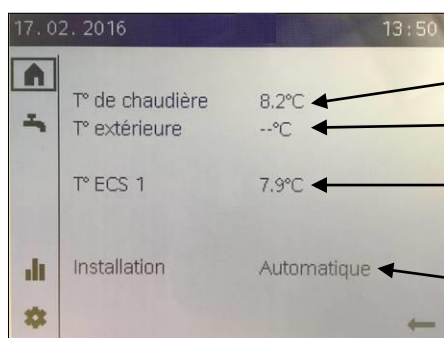 17.02.2016 13:50
T° de chaudière 8.2°C
T° extérieure --°C
T° ECS 1 7.9°C
Installation Automatique